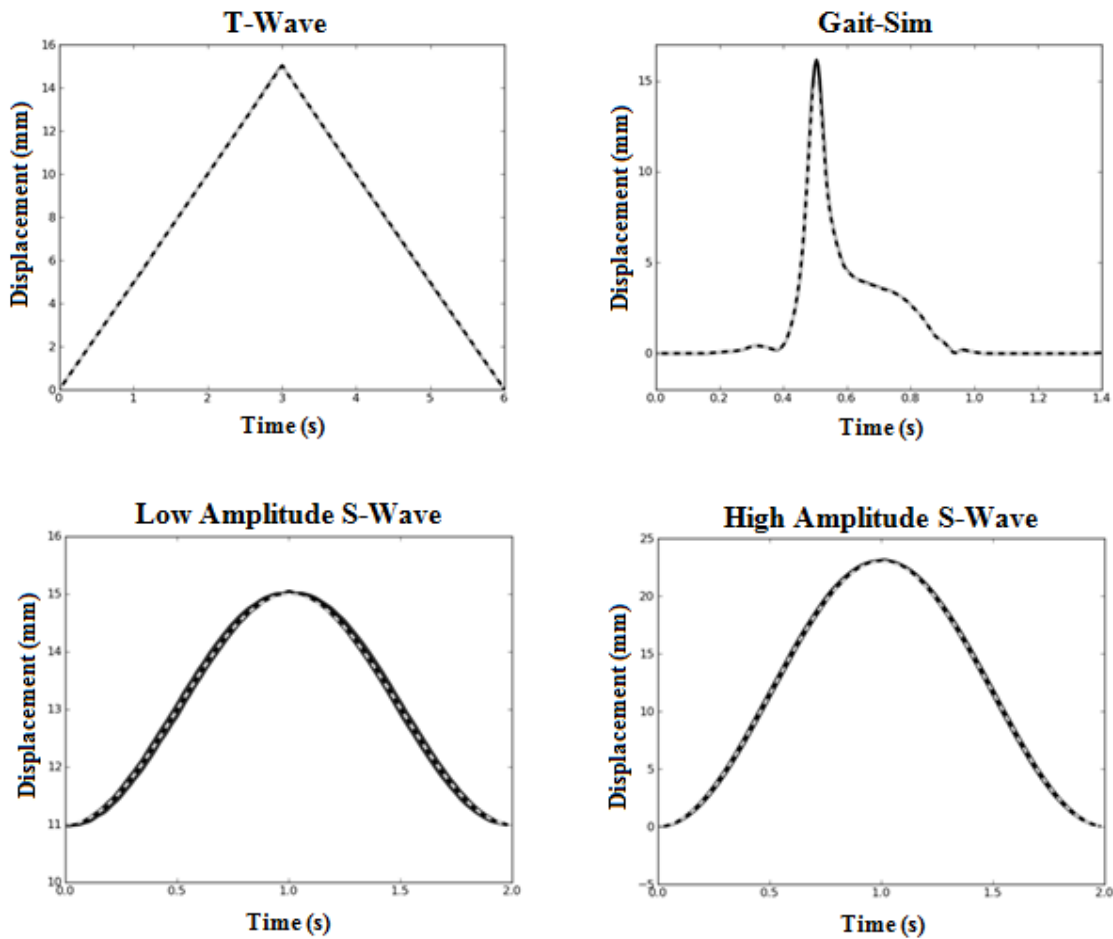 T-Wave
16
14
12
10
8
6
4
2
0
Displacement (mm)
0 1 2 3 4 5 6
Time (s)
Gait-Sim
15
10
5
0
Displacement (mm)
0.0 0.2 0.4 0.6 0.8 1.0 1.2 1.4
Time (s)
Low Amplitude S-Wave
16
15
14
13
12
11
10
Displacement (mm)
0.0 0.5 1.0 1.5 2.0
Time (s)
High Amplitude S-Wave
25
20
15
10
5
0
−5
Displacement (mm)
0.0 0.5 1.0 1.5 2.0
Time (s)